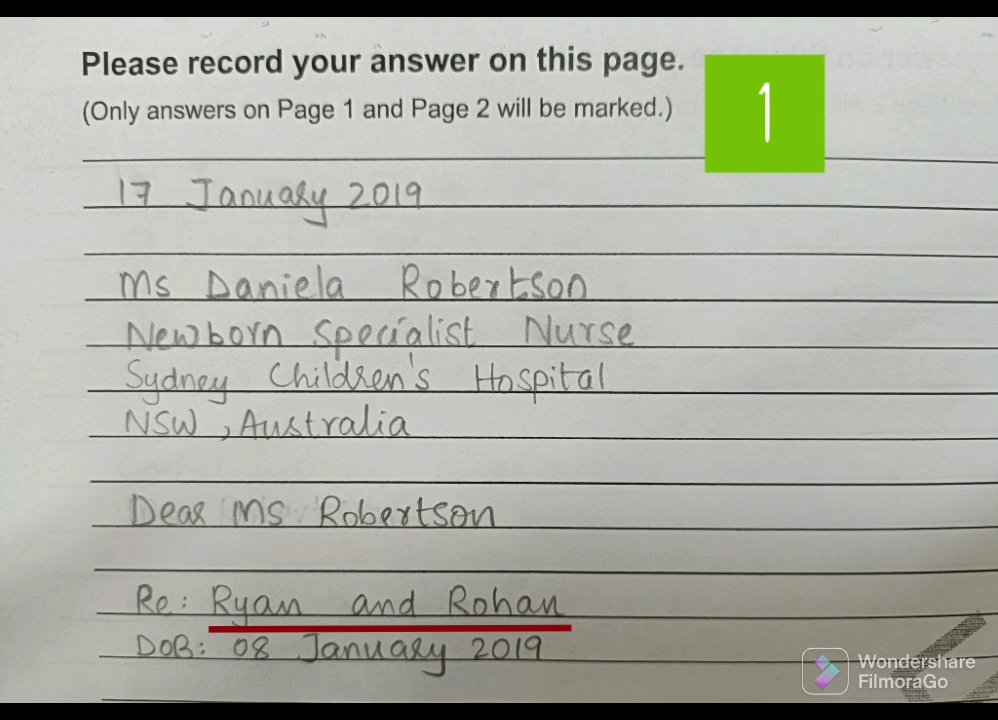 Please record your answer on this page.
(Only answers on Page 1 and Page 2 will be marked.)
1
17 January 2019
Ms Daniela Robertson
Newborn Specialist Nurse
Sydney Children's Hospital
NSW, Australia
Dear Ms Robertson
Re: Ryan and Rohan
DOB: 08 January 2019
Wondershare
FilmoraGo